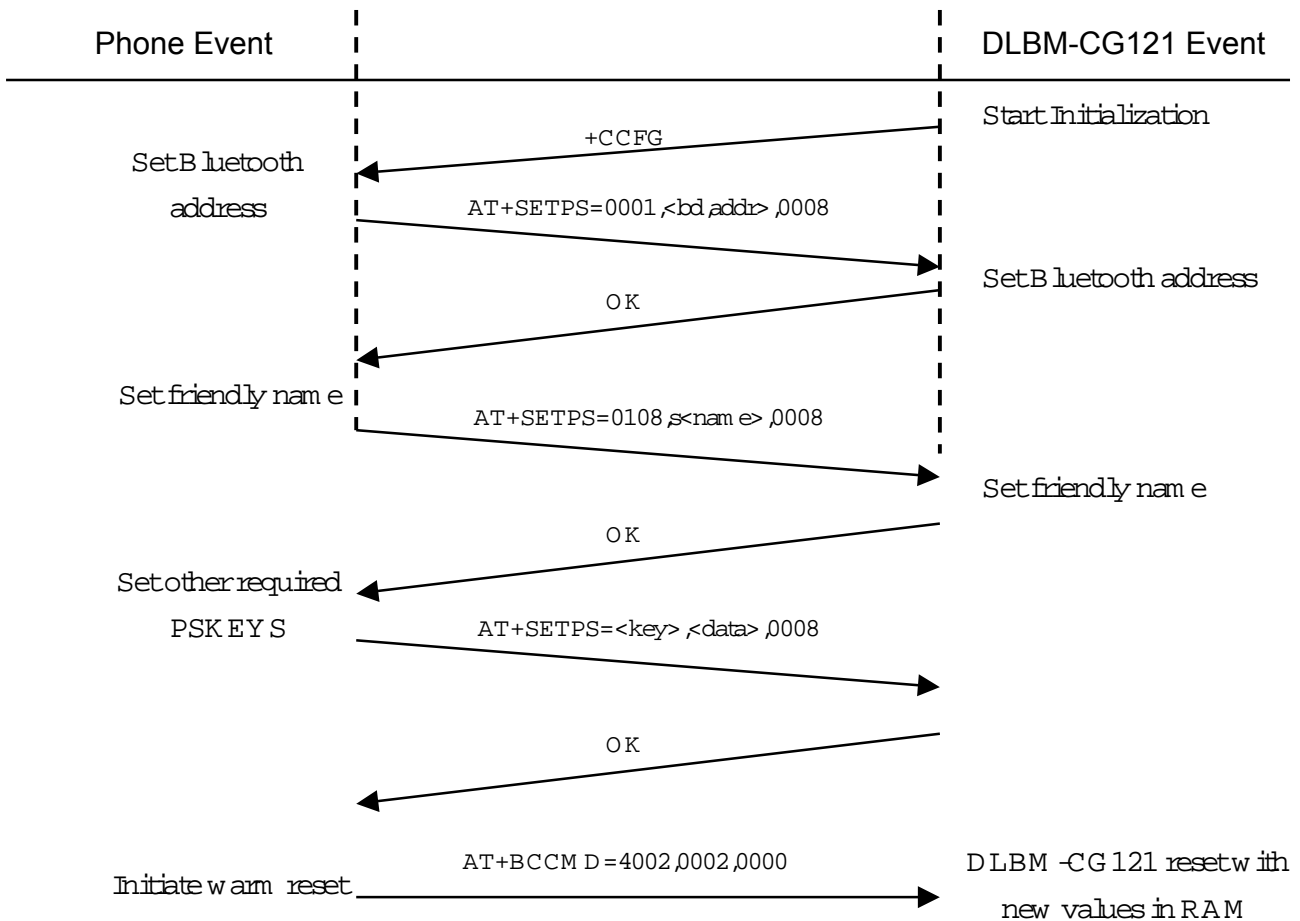 Phone Event
DLBM-CG121 Event
Start Initialization
+CCFG
Set Bluetooth
address
AT+SETPS=0001,<bd,addr>,0008
Set Bluetooth address
OK
Set friendly name
AT+SETPS=0108,s<name>,0008
Set friendly name
OK
Set other required
PSKEYS
AT+SETPS=<key>,<data>,0008
OK
AT+BCCMD=4002,0002,0000
Initiate warm reset
DLBM-CG121 reset with
new values in RAM